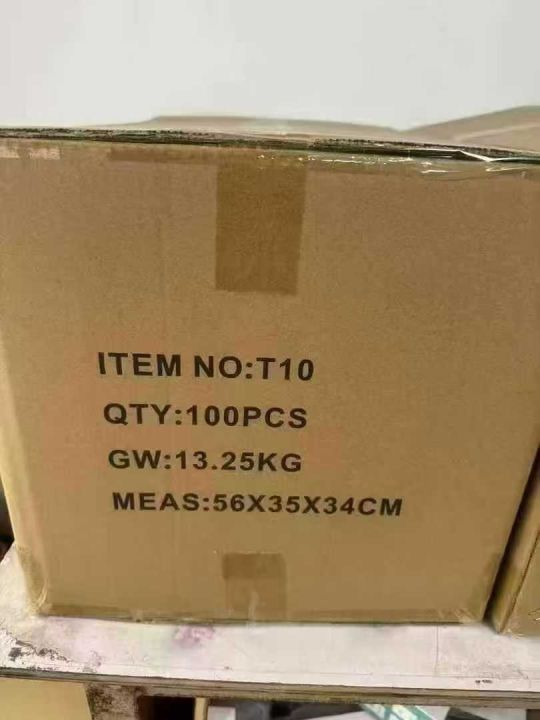 ITEM NO:T10
QTY:100PCS
GW:13.25KG
MEAS:56X35X34CM